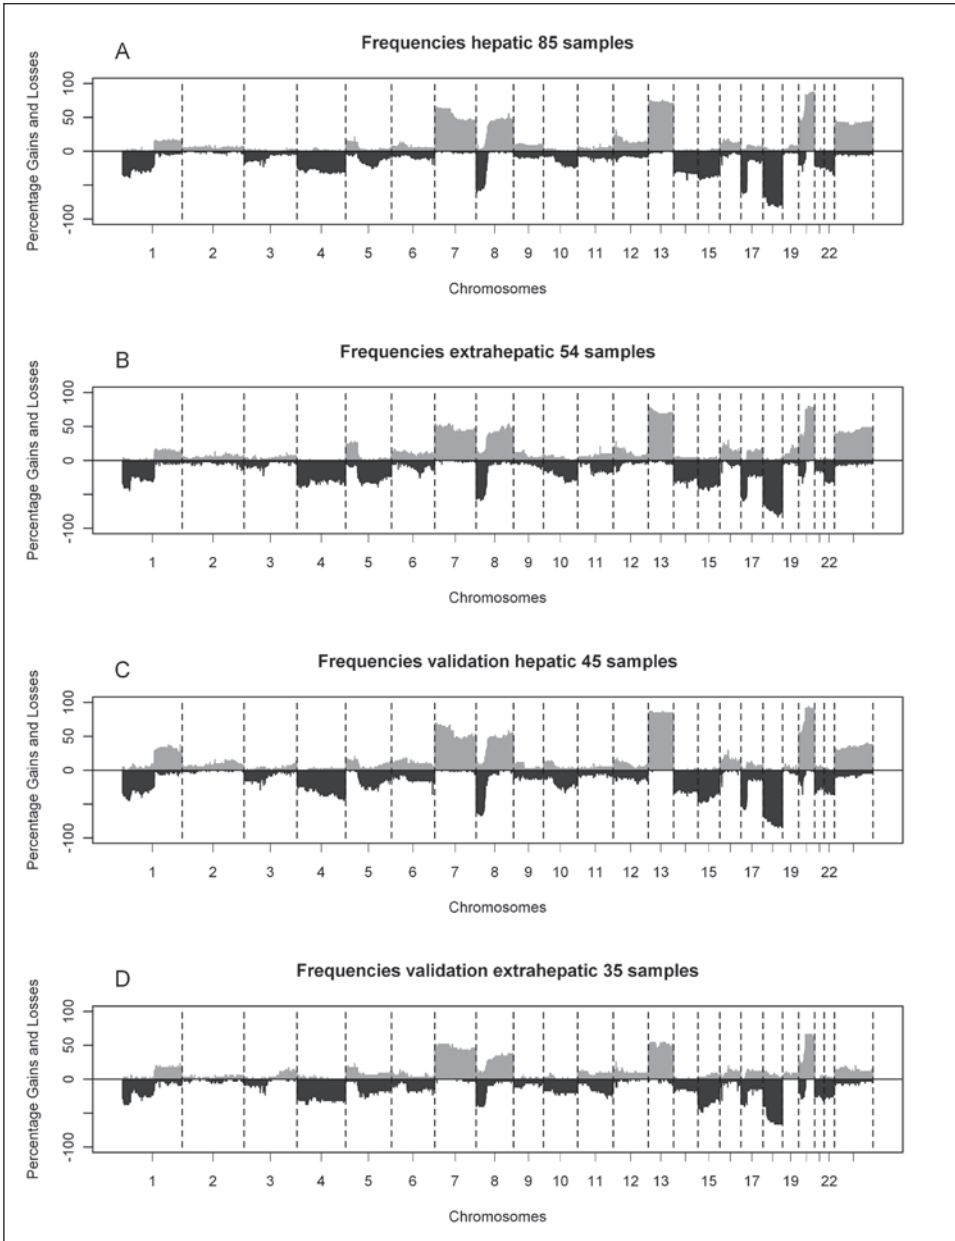 A
Frequencies hepatic 85 samples
Percentage Gains and Losses
100
50
0
-100
1 2 3 4 5 6 7 8 9 10 11 12 13 15 17 19 22
Chromosomes
B
Frequencies extrahepatic 54 samples
Percentage Gains and Losses
100
50
0
-100
1 2 3 4 5 6 7 8 9 10 11 12 13 15 17 19 22
Chromosomes
C
Frequencies validation hepatic 45 samples
Percentage Gains and Losses
100
50
0
-100
1 2 3 4 5 6 7 8 9 10 11 12 13 15 17 19 22
Chromosomes
D
Frequencies validation extrahepatic 35 samples
Percentage Gains and Losses
100
50
0
-100
1 2 3 4 5 6 7 8 9 10 11 12 13 15 17 19 22
Chromosomes